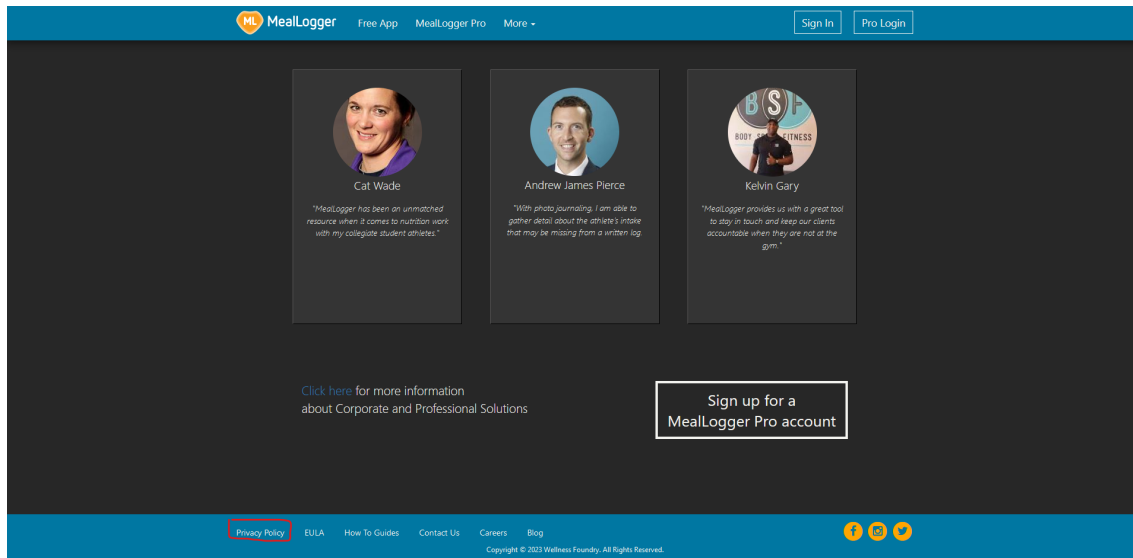 ML MealLogger Free App MealLogger Pro More Sign In Pro Login
Cat Wade
"MealLogger has been an unmatched
resource when it comes to nutrition work
with my collegiate student athletes."
Andrew James Pierce
"With photo journaling, I am able to
gather detail about the athlete's intake
that may be missing from a written log.
BSF
BODY FITNESS
Kelvin Gary
"MealLogger provides us with a great tool
to stay in touch and keep our clients
accountable when they are not at the
gym."
Click here for more information
about Corporate and Professional Solutions
Sign up for a
MealLogger Pro account
Privacy Policy EULA How To Guides Contact Us Careers Blog
Copyright © 2023 Wellness Foundry. All Rights Reserved.